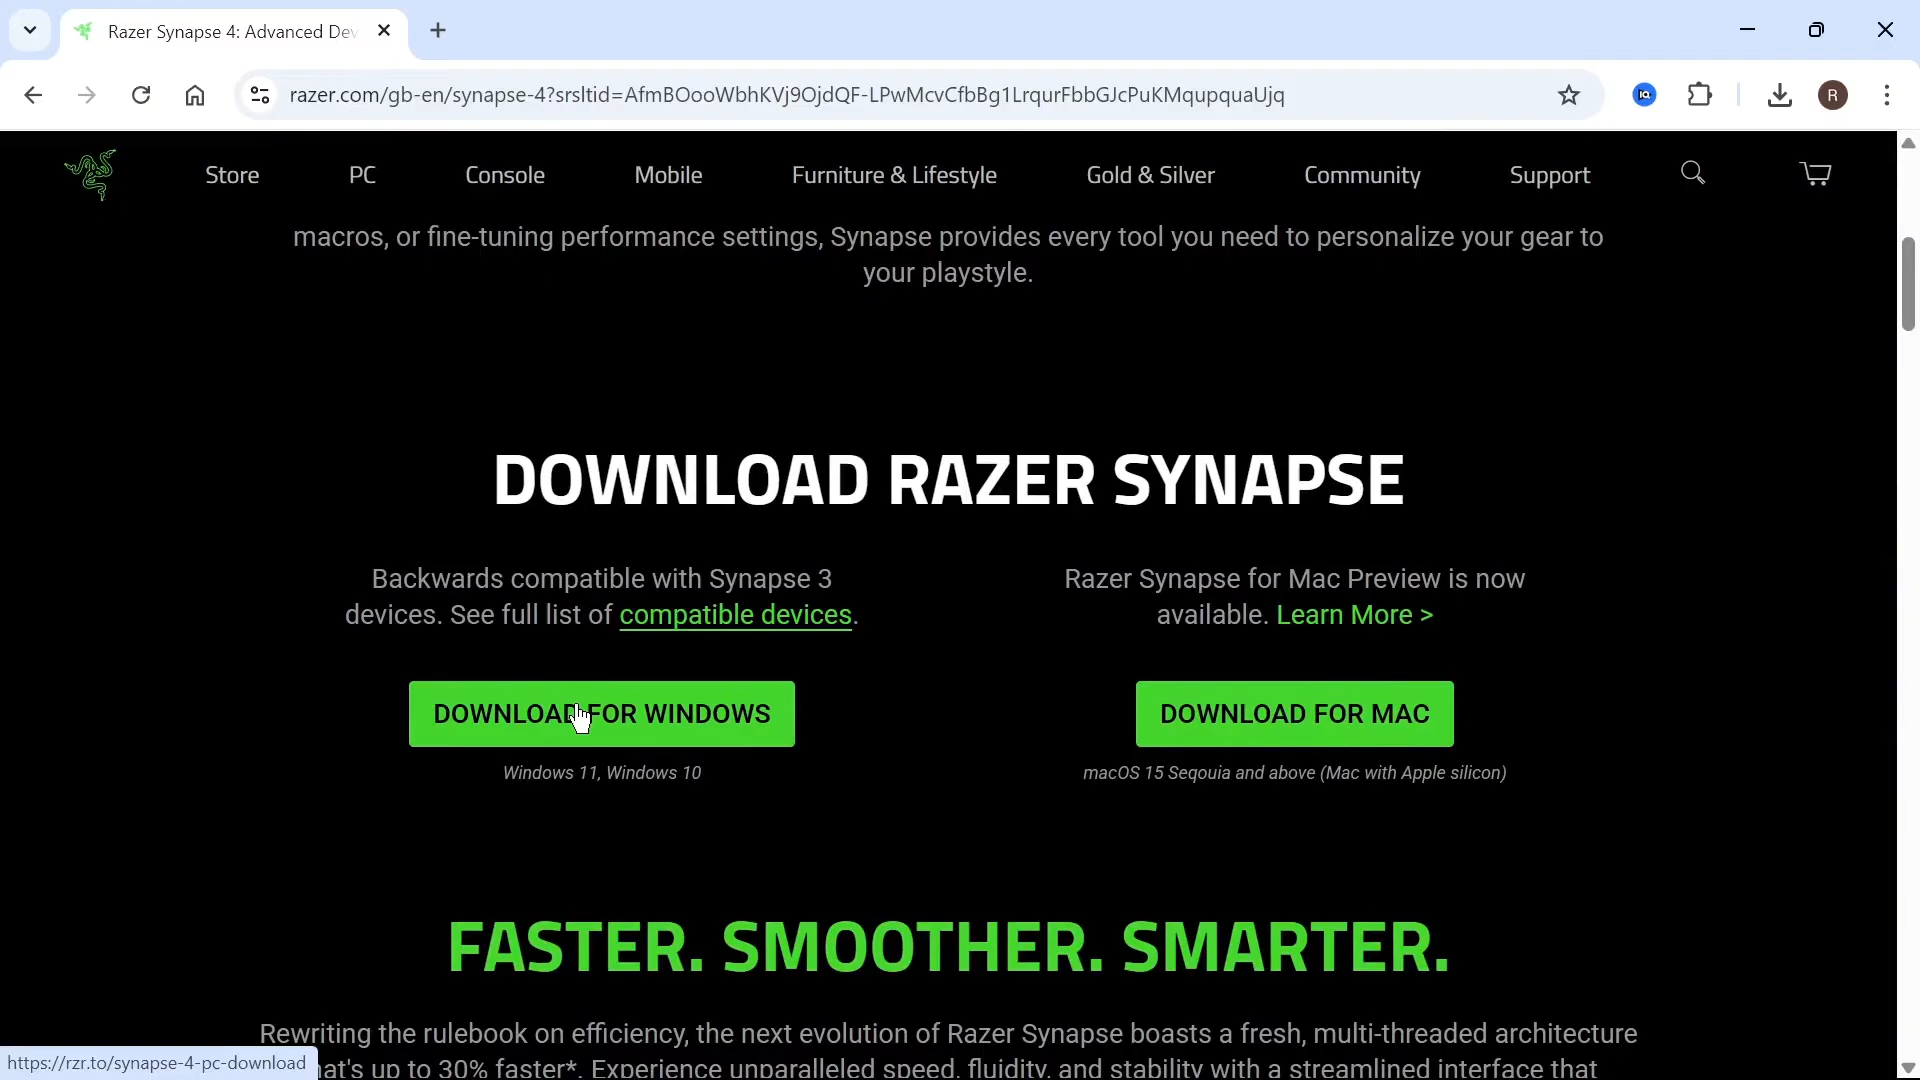 Razer Synapse 4: Advanced Dev
razer.com/gb-en/synapse-4?srsltid=AfmBOooWbhKVj9OjdQF-LPwMcvCfbBg1LrqurFbbGJcPuKMqupquaUjq
R
Store PC Console Mobile Furniture & Lifestyle Gold & Silver Community Support
macros, or fine-tuning performance settings, Synapse provides every tool you need to personalize your gear to
your playstyle.
DOWNLOAD RAZER SYNAPSE
Backwards compatible with Synapse 3
devices. See full list of compatible devices.
DOWNLOAD FOR WINDOWS
Windows 11, Windows 10
Razer Synapse for Mac Preview is now
available. Learn More >
DOWNLOAD FOR MAC
macOS 15 Seqouia and above (Mac with Apple silicon)
FASTER. SMOOTHER. SMARTER.
Rewriting the rulebook on efficiency, the next evolution of Razer Synapse boasts a fresh, multi-threaded architecture
hat's up to 30% faster*. Experience unparalleled speed, fluidity, and stability with a streamlined interface that
https://rzr.to/synapse-4-pc-download